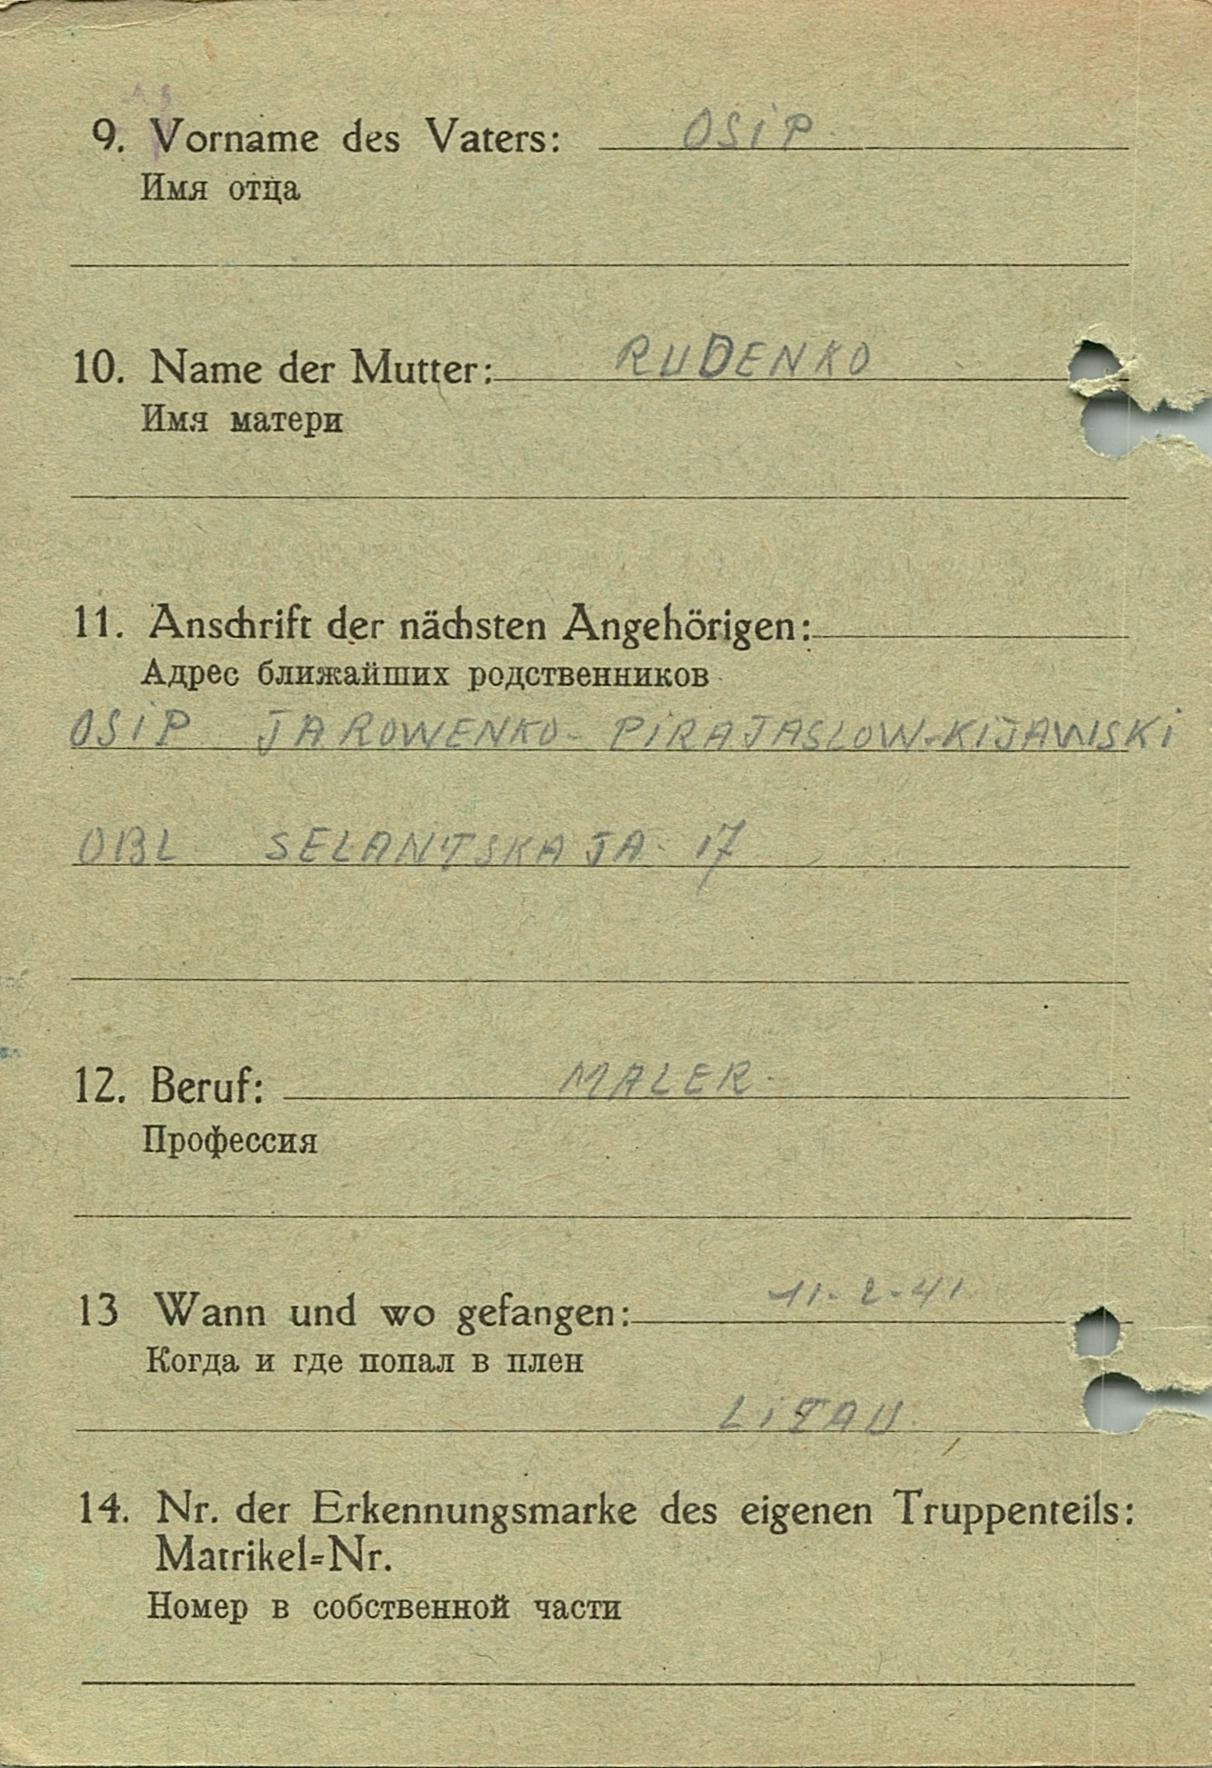 9. Vorname des Vaters: OSIP
Имя отца
10. Name der Mutter: RUDENKO
Имя матери
11. Anschrift der nächsten Angehörigen:
Адрес ближайших родственников
OSIP JAROWENKO- PIRAJASLOW-KIJAWSKI
OBL SELANTSKAJA 17
12. Beruf: MALER
Профессия
13 Wann und wo gefangen: 11-2-41
Когда и где попал в плен
LITAU
14. Nr. der Erkennungsmarke des eigenen Truppenteils:
Matrikel=Nr.
Номер в собственной части